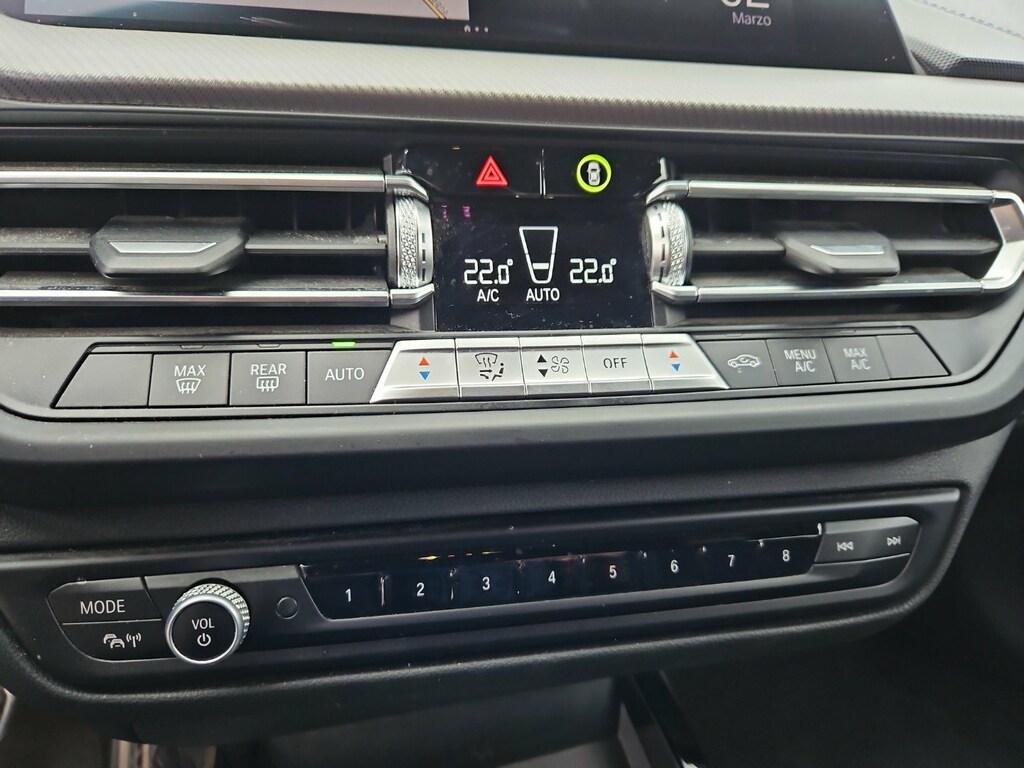 Marzo
22.0°
22.0°
A/C
AUTO
MAX
REAR
AUTO
OFF
MENU
A/C
MAX
A/C
MODE
VOL
1
2
3
4
5
6
7
8